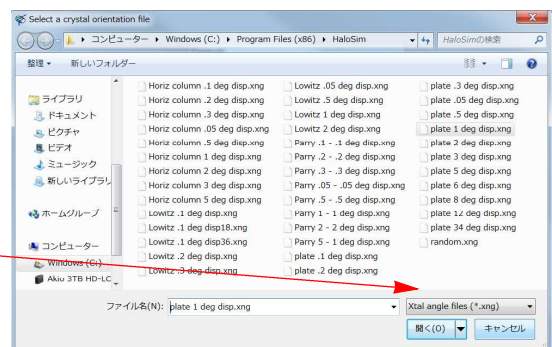 Select a crystal orientation file
コンピューター ▸ Windows (C:) ▸ Program Files (x86) ▸ HaloSim
HaloSimの検索
整理 新しいフォルダー
ライブラリ
ドキュメント
ピクチャ
ビデオ
ミュージック
新しいライブラリ
ホームグループ
コンピューター
Windows (C:)
Akio 3TB HD-LC
Horiz column .1 deg disp.xng
Horiz column .2 deg disp.xng
Horiz column .3 deg disp.xng
Horiz column .05 deg disp.xng
Horiz column .5 deg disp.xng
Horiz column 1 deg disp.xng
Horiz column 2 deg disp.xng
Horiz column 3 deg disp.xng
Horiz column 5 deg disp.xng
Lowitz .1 deg disp.xng
Lowitz .1 deg disp18.xng
Lowitz .1 deg disp36.xng
Lowitz .2 deg disp.xng
Lowitz .3 deg disp.xng
Lowitz .05 deg disp.xng
Lowitz .5 deg disp.xng
Lowitz 1 deg disp.xng
Lowitz 2 deg disp.xng
Parry .1 - .1 deg disp.xng
Parry .2 - .2 deg disp.xng
Parry .3 - .3 deg disp.xng
Parry .05 - .05 deg disp.xng
Parry .5 - .5 deg disp.xng
Parry 1 - 1 deg disp.xng
Parry 2 - 2 deg disp.xng
Parry 5 - 1 deg disp.xng
plate .1 deg disp.xng
plate .2 deg disp.xng
plate .3 deg disp.xng
plate .05 deg disp.xng
plate .5 deg disp.xng
plate 1 deg disp.xng
plate 2 deg disp.xng
plate 3 deg disp.xng
plate 5 deg disp.xng
plate 6 deg disp.xng
plate 8 deg disp.xng
plate 12 deg disp.xng
plate 34 deg disp.xng
random.xng
ファイル名(N): plate 1 deg disp.xng
Xtal angle files (*.xng)
開く(O) キャンセル